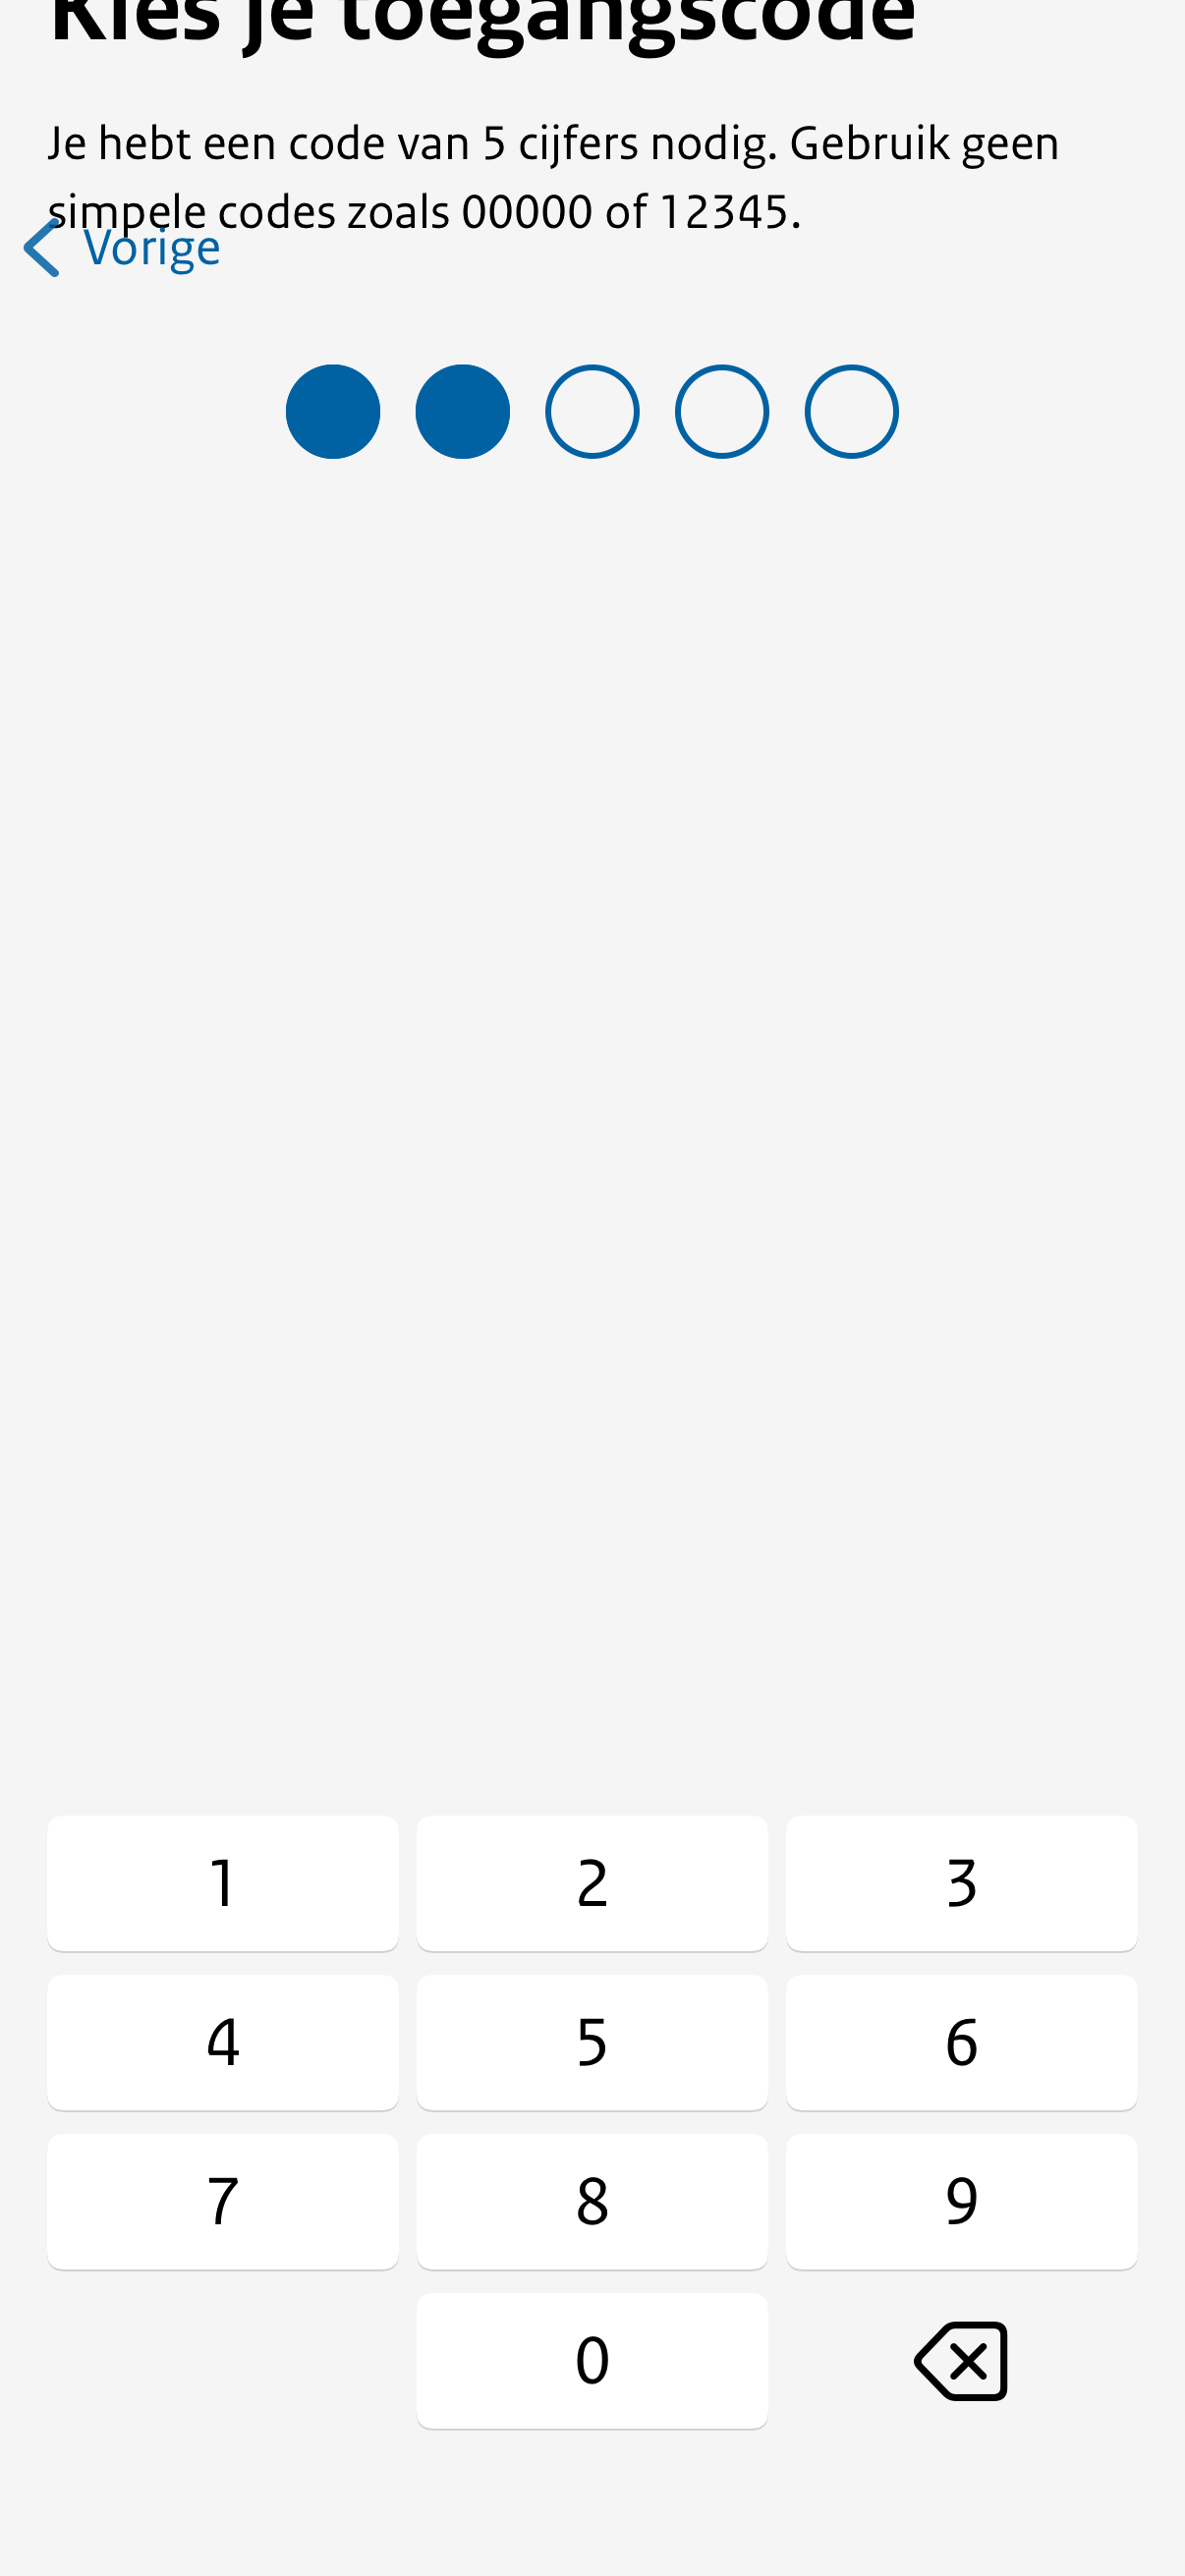 Kies je toegangscode
Je hebt een code van 5 cijfers nodig. Gebruik geen
simpele codes zoals 00000 of 12345.
Vorige
1 2 3
4 5 6
7 8 9
0